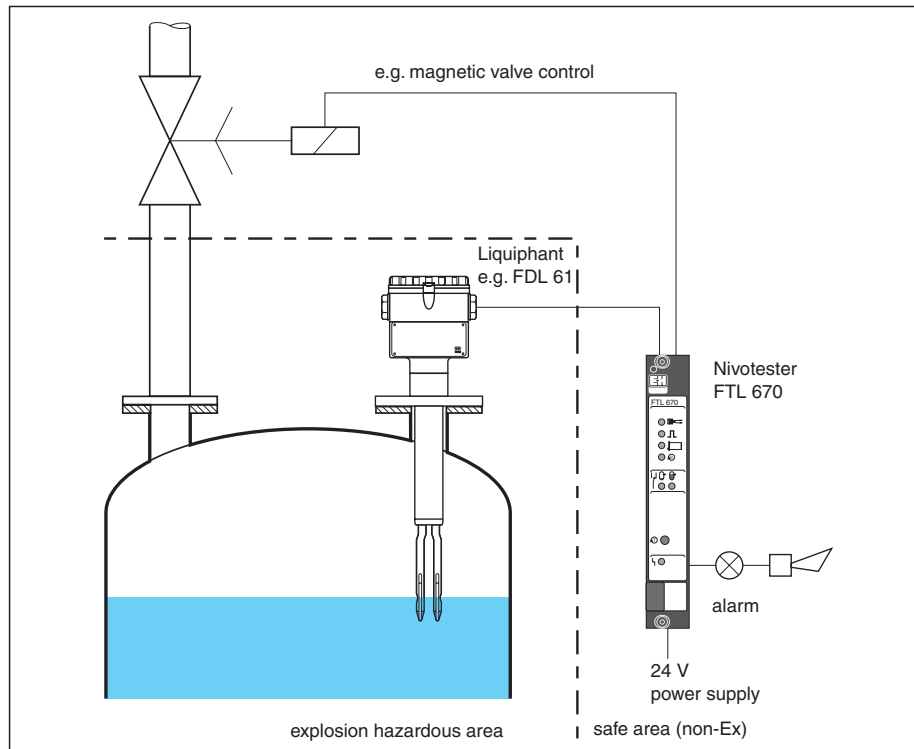 e.g. magnetic valve control
Liquiphant
e.g. FDL 61
Nivotester
FTL 670
EH
FTL 670
alarm
24 V
power supply
explosion hazardous area
safe area (non-Ex)